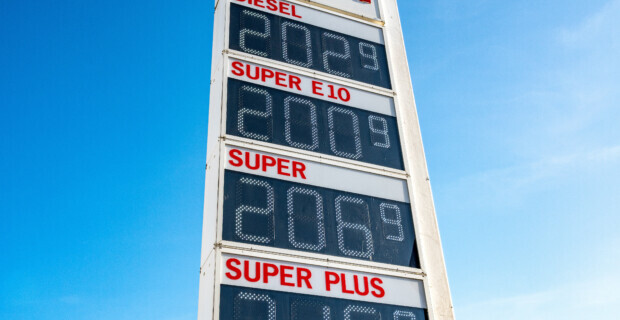 DIESEL
202⁹
SUPER E10
200⁹
SUPER
206⁹
SUPER PLUS